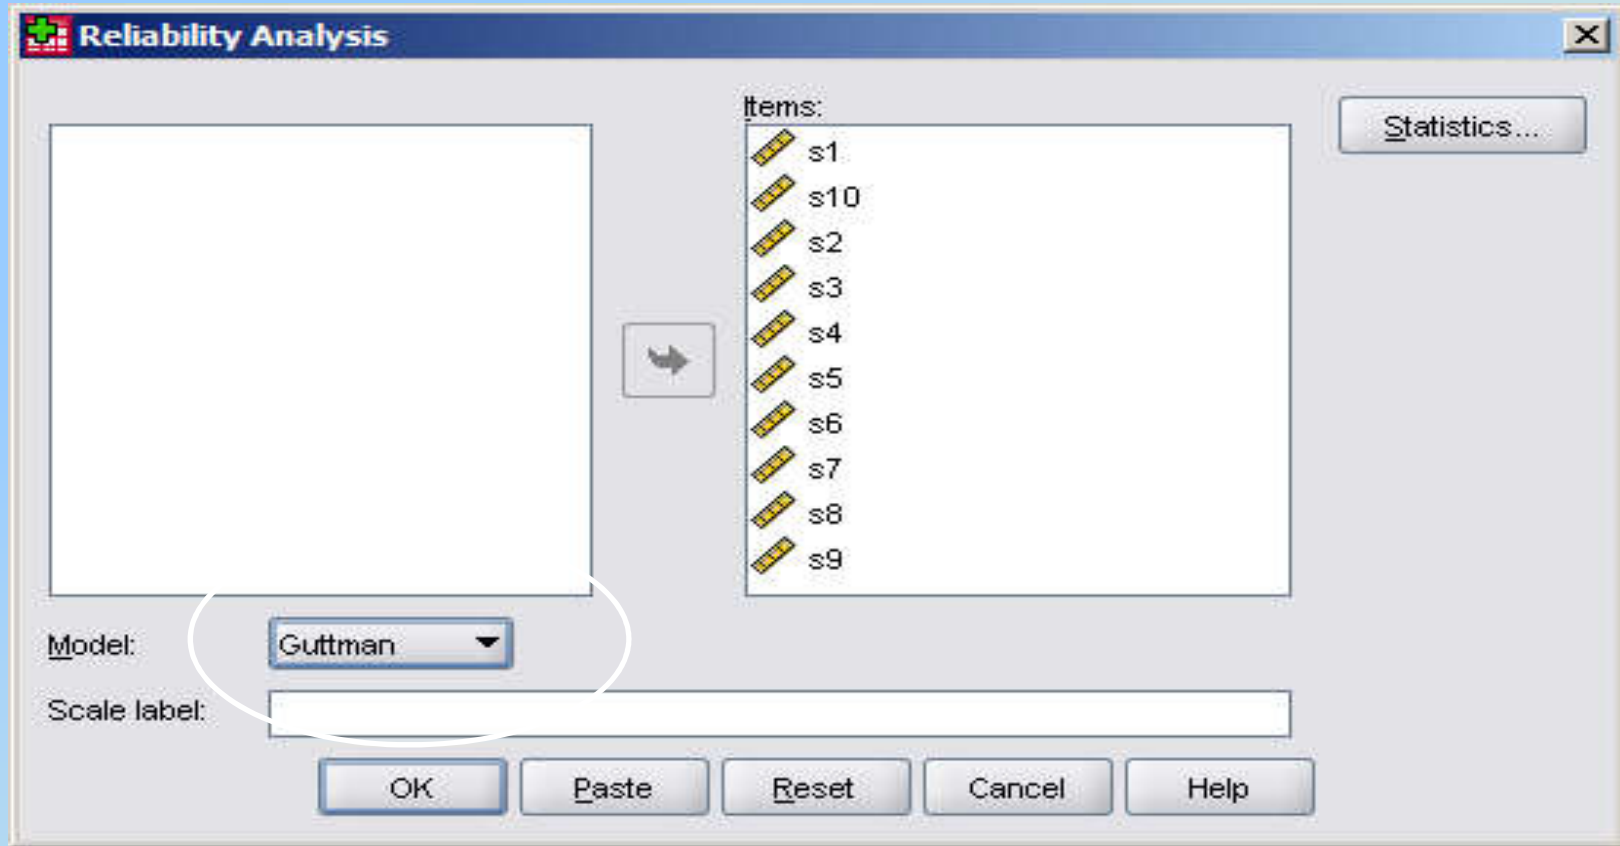 Reliability Analysis
Items:
Statistics...
s1
s10
s2
s3
s4
s5
s6
s7
s8
s9
Model:
Guttman
Scale label:
OK
Paste
Reset
Cancel
Help